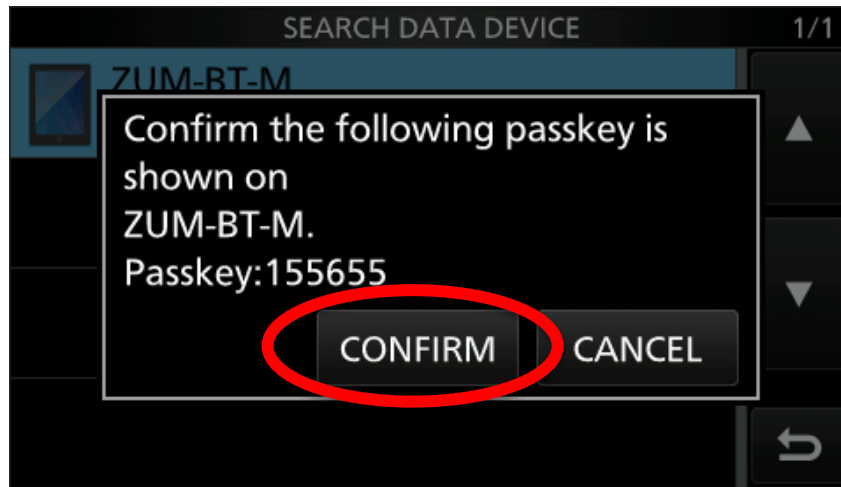 SEARCH DATA DEVICE 1/1
ZUM-BT-M
Confirm the following passkey is
shown on
ZUM-BT-M.
Passkey:155655
CONFIRM CANCEL